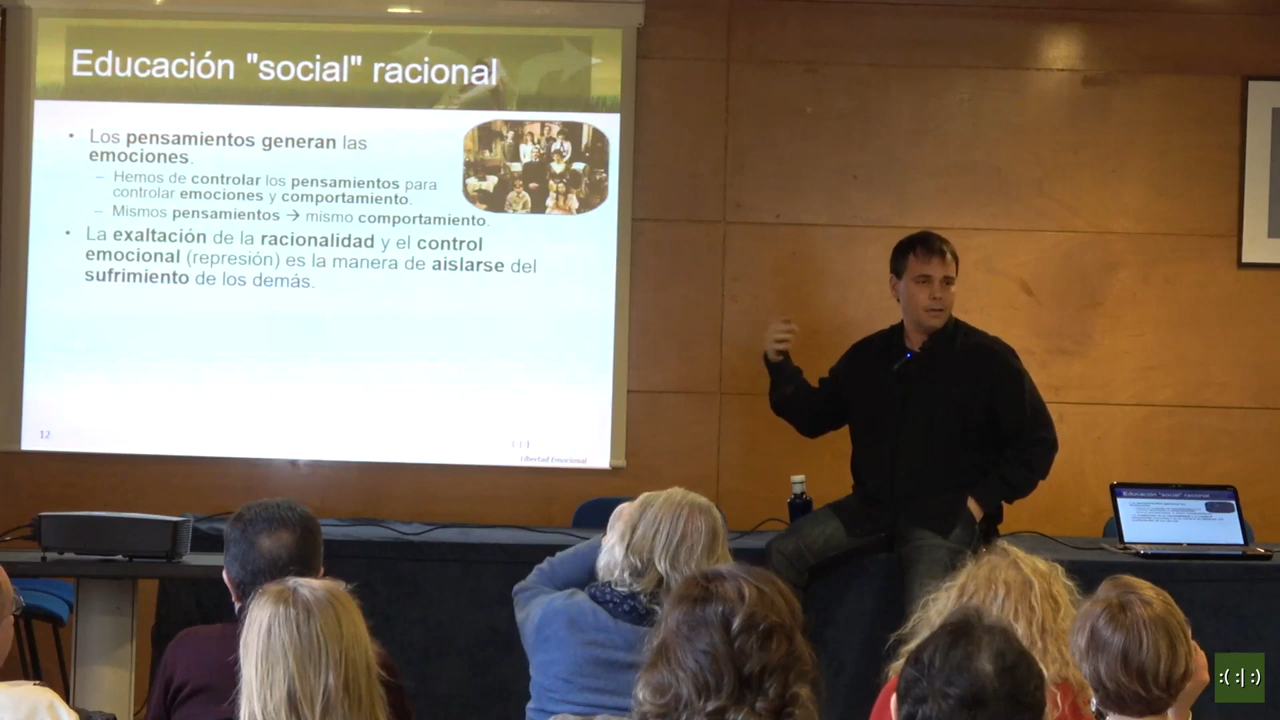 Educación "social" racional
• Los pensamientos generan las
emociones.
– Hemos de controlar los pensamientos para
controlar emociones y comportamiento.
– Mismos pensamientos → mismo comportamiento.
• La exaltación de la racionalidad y el control
emocional (represión) es la manera de aislarse del
sufrimiento de los demás.
12
Libertad Emocional
Educación "social" racional
:( :| :)